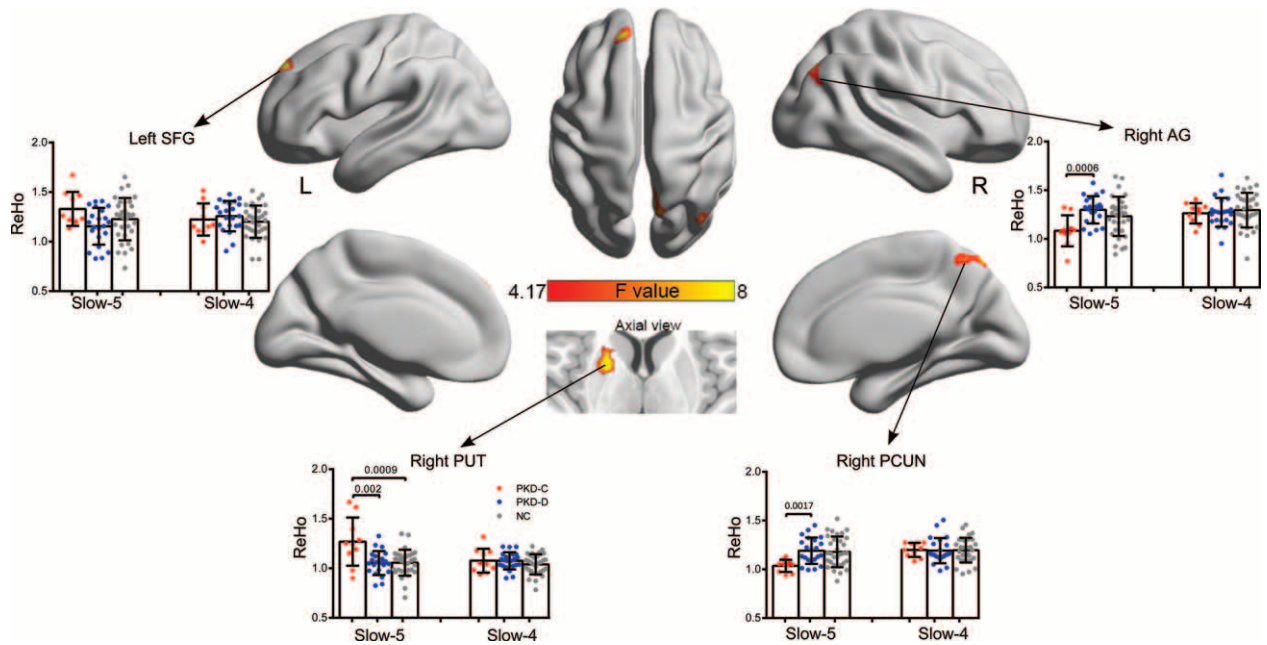 Left SFG
2.0
1.5
1.0
0.5
ReHo
Slow-5
Slow-4
L
R
Right AG
2.0
1.5
1.0
0.5
ReHo
0.0006
Slow-5
Slow-4
4.17
F value
8
Axial view
Right PUT
2.0
1.5
1.0
0.5
ReHo
0.0009
0.002
PKD-C
PKD-D
NC
Slow-5
Slow-4
Right PCUN
2.0
1.5
1.0
0.5
ReHo
0.0017
Slow-5
Slow-4